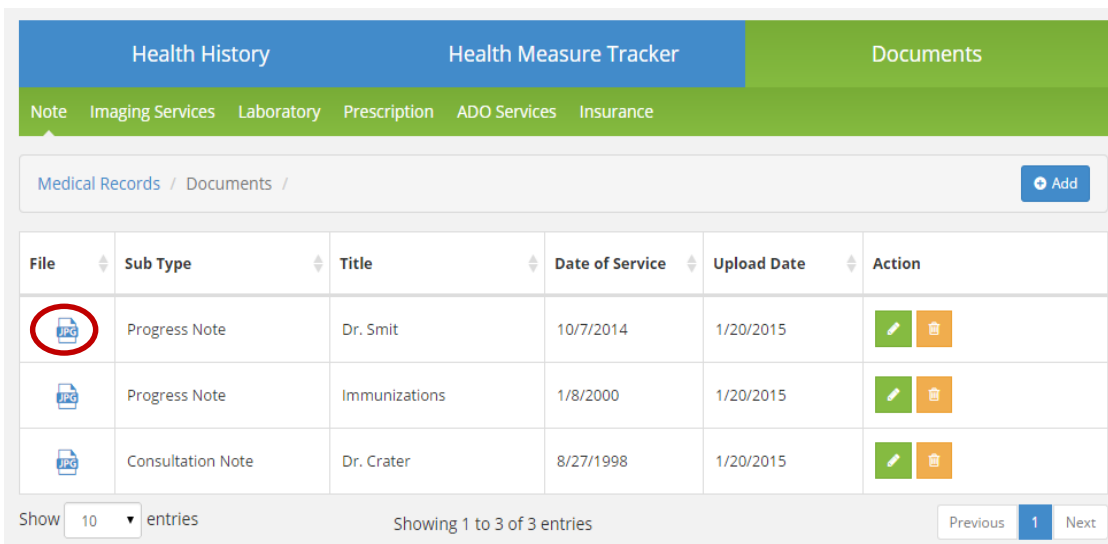 Health History Health Measure Tracker Documents
Note Imaging Services Laboratory Prescription ADO Services Insurance
Medical Records / Documents / Add
File Sub Type Title Date of Service Upload Date Action
JPG Progress Note Dr. Smit 10/7/2014 1/20/2015
JPG Progress Note Immunizations 1/8/2000 1/20/2015
JPG Consultation Note Dr. Crater 8/27/1998 1/20/2015
Show 10 entries Showing 1 to 3 of 3 entries Previous 1 Next